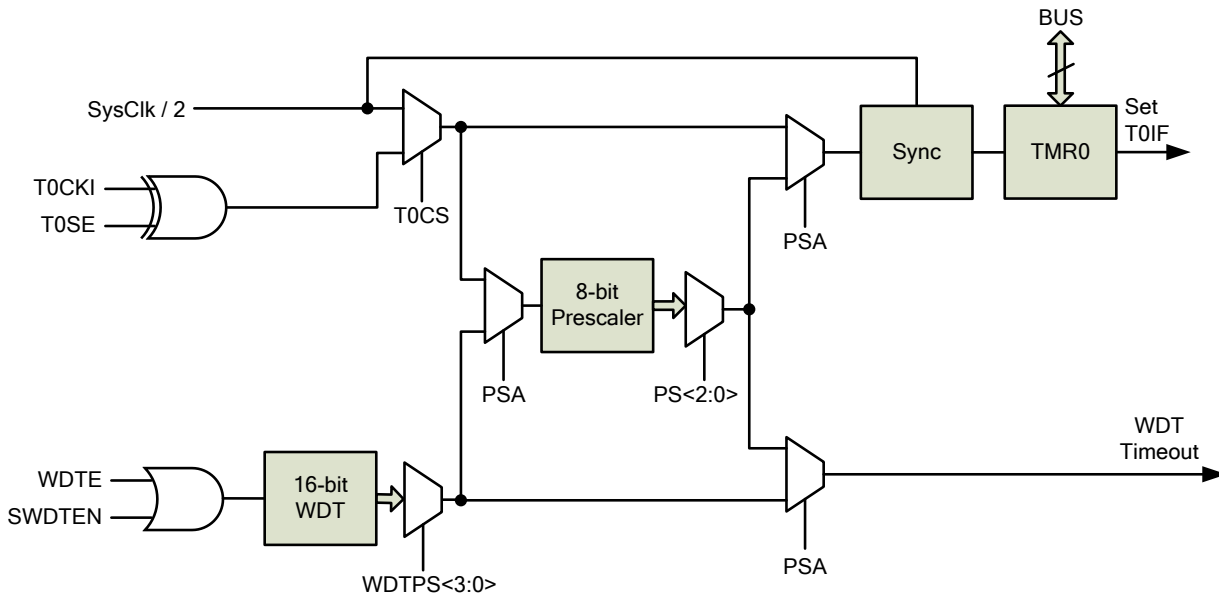 BUS
SysClk / 2
Set
T0IF
Sync
TMR0
T0CKI
T0SE
T0CS
PSA
8-bit
Prescaler
PSA
PS<2:0>
WDT
Timeout
WDTE
SWDTEN
16-bit
WDT
PSA
WDTPS<3:0>